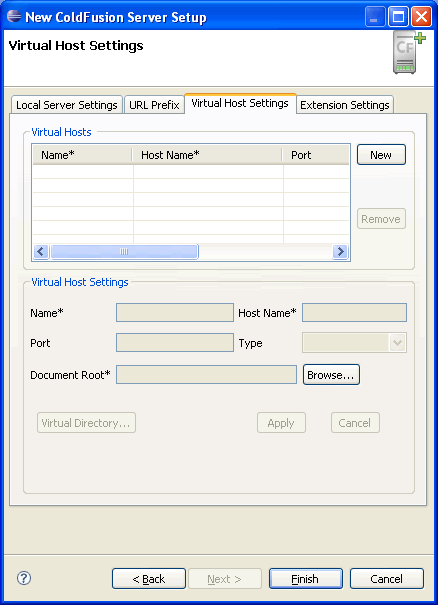 New ColdFusion Server Setup
Virtual Host Settings
CF
Local Server Settings URL Prefix Virtual Host Settings Extension Settings
Virtual Hosts
Name* Host Name* Port
New
Remove
Virtual Host Settings
Name* Host Name*
Port Type
Document Root* Browse...
Virtual Directory... Apply Cancel
? < Back Next > Finish Cancel